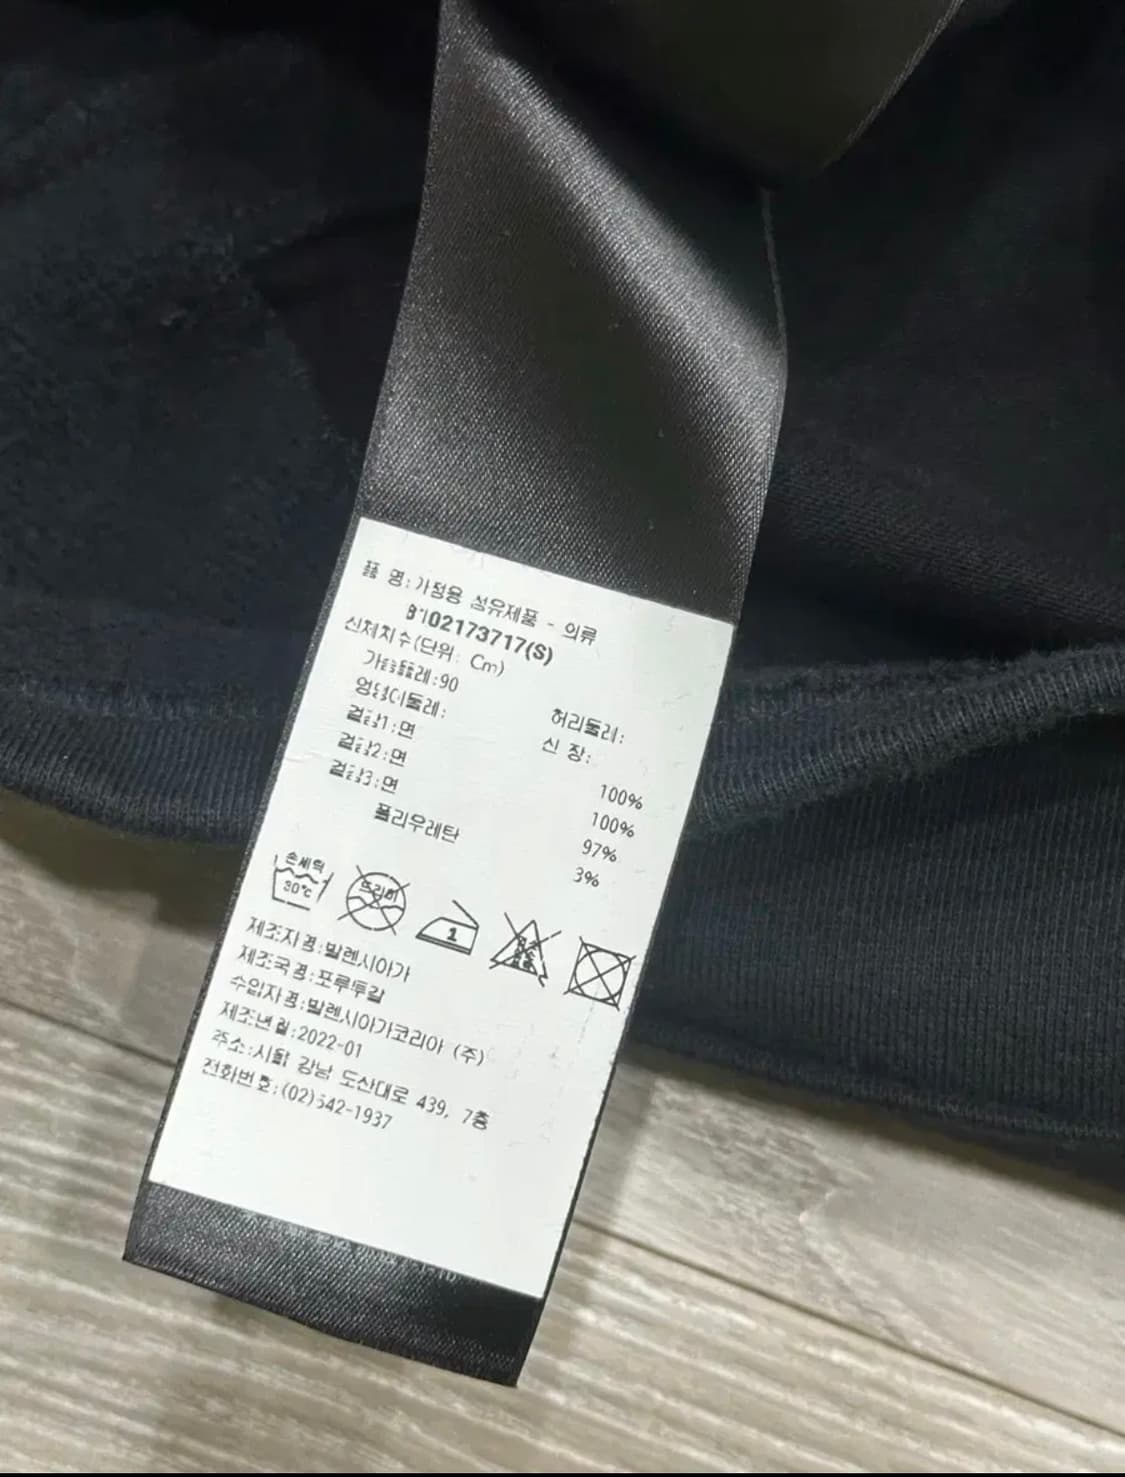 품 명:가정용 섬유제품 - 의류
8102173717(S)
신체치수(단위: Cm)
가슴둘레:90
엉덩이둘레: 허리둘레:
겉감1:면 신 장:
겉감2:면 100%
겉감3:면 100%
97%
폴리우레탄 3%
손세탁
30℃
드라이
1
제조자명:발렌시아가
제조국명:포루투갈
수입자명:발렌시아가코리아 (주)
제조년월:2022-01
주소:서울 강남 도산대로 439, 7층
전화번호:(02)542-1937